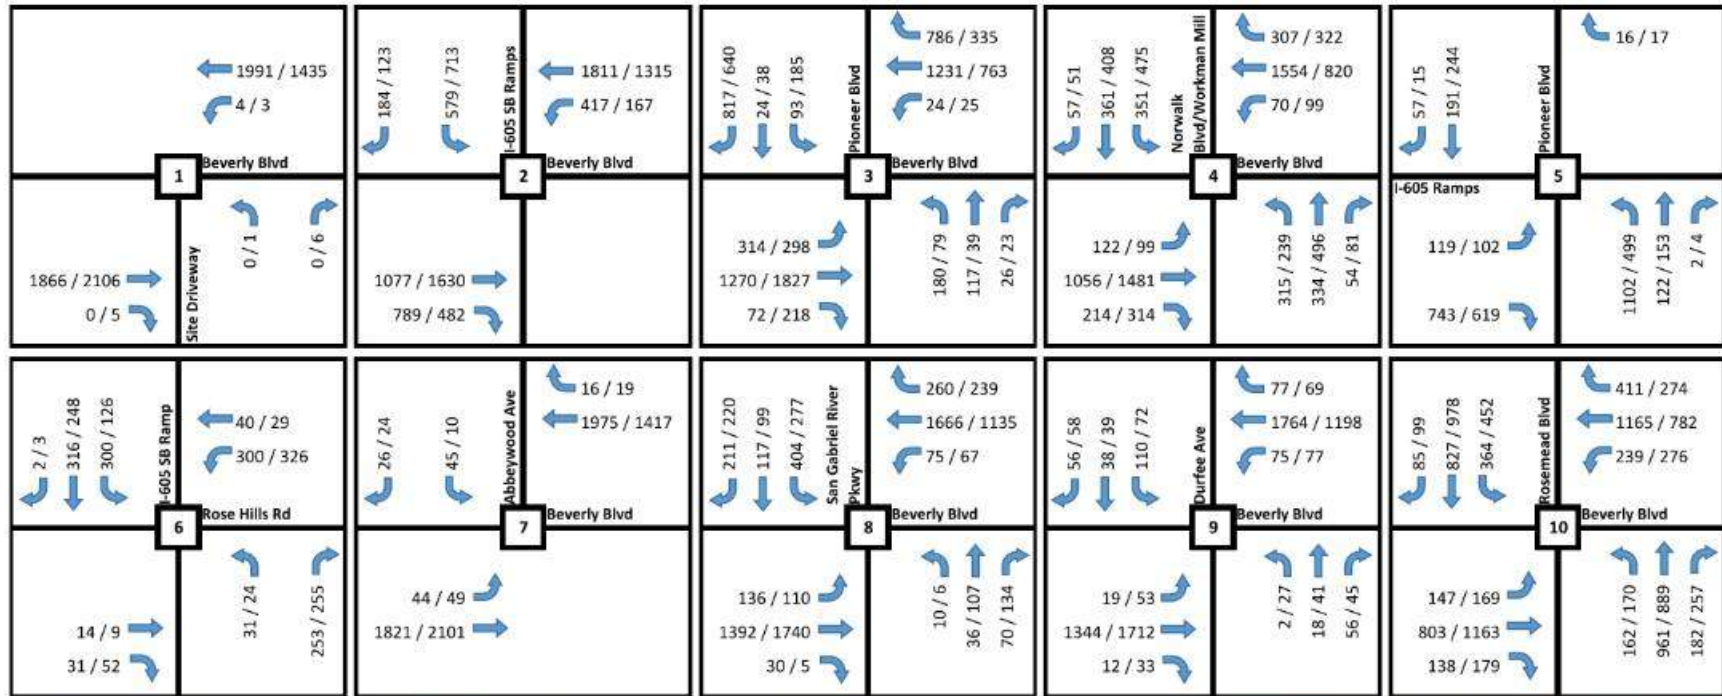 1991 / 1435
4 / 3
Beverly Blvd
1
Site Driveway
1866 / 2106
0 / 5
0 / 1
0 / 6
184 / 123
579 / 713
I-605 SB Ramps
1811 / 1315
417 / 167
Beverly Blvd
2
1077 / 1630
789 / 482
817 / 640
24 / 38
93 / 185
Pioneer Blvd
786 / 335
1231 / 763
24 / 25
Beverly Blvd
3
314 / 298
1270 / 1827
72 / 218
180 / 79
117 / 39
26 / 23
57 / 51
361 / 408
351 / 475
Norwalk
Blvd/Workman Mill
307 / 322
1554 / 820
70 / 99
Beverly Blvd
4
122 / 99
1056 / 1481
214 / 314
315 / 239
334 / 496
54 / 81
57 / 15
191 / 244
Pioneer Blvd
16 / 17
I-605 Ramps
5
119 / 102
743 / 619
1102 / 499
122 / 153
2 / 4
2 / 3
316 / 248
300 / 126
I-605 SB Ramp
40 / 29
300 / 326
Rose Hills Rd
6
14 / 9
31 / 52
31 / 24
253 / 255
26 / 24
45 / 10
Abbeywood Ave
16 / 19
1975 / 1417
Beverly Blvd
7
44 / 49
1821 / 2101
211 / 220
117 / 99
404 / 277
San Gabriel River
Pkwy
260 / 239
1666 / 1135
75 / 67
Beverly Blvd
8
136 / 110
1392 / 1740
30 / 5
10 / 6
36 / 107
70 / 134
56 / 58
38 / 39
110 / 72
Durfee Ave
77 / 69
1764 / 1198
75 / 77
Beverly Blvd
9
19 / 53
1344 / 1712
12 / 33
2 / 27
18 / 41
56 / 45
85 / 99
827 / 978
364 / 452
Rosemead Blvd
411 / 274
1165 / 782
239 / 276
Beverly Blvd
10
147 / 169
803 / 1163
138 / 179
162 / 170
961 / 889
182 / 257